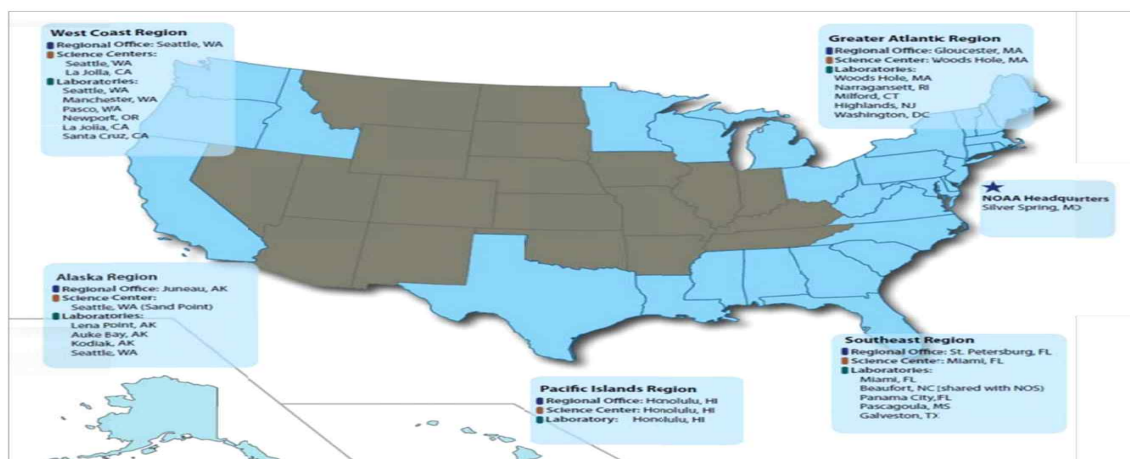 West Coast Region
Regional Office: Seattle, WA
Science Centers:
Seattle, WA
La Jolla, CA
Laboratories:
Seattle, WA
Manchester, WA
Pasco, WA
Newport, OR
La Jolla, CA
Santa Cruz, CA
Greater Atlantic Region
Regional Office: Gloucester, MA
Science Center: Woods Hole, MA
Laboratories:
Woods Hole, MA
Narragansett, RI
Milford, CT
Highlands, NJ
Washington, DC
NOAA Headquarters
Silver Spring, MD
Alaska Region
Regional Office: Juneau, AK
Science Center:
Seattle, WA (Sand Point)
Laboratories:
Lena Point, AK
Auke Bay, AK
Kodiak, AK
Seattle, WA
Pacific Islands Region
Regional Office: Honolulu, HI
Science Center: Honolulu, HI
Laboratory: Honolulu, HI
Southeast Region
Regional Office: St. Petersburg, FL
Science Center: Miami, FL
Laboratories:
Miami, FL
Beaufort, NC [shared with NOS)
Panama City, FL
Pascagoula, MS
Galveston, TX